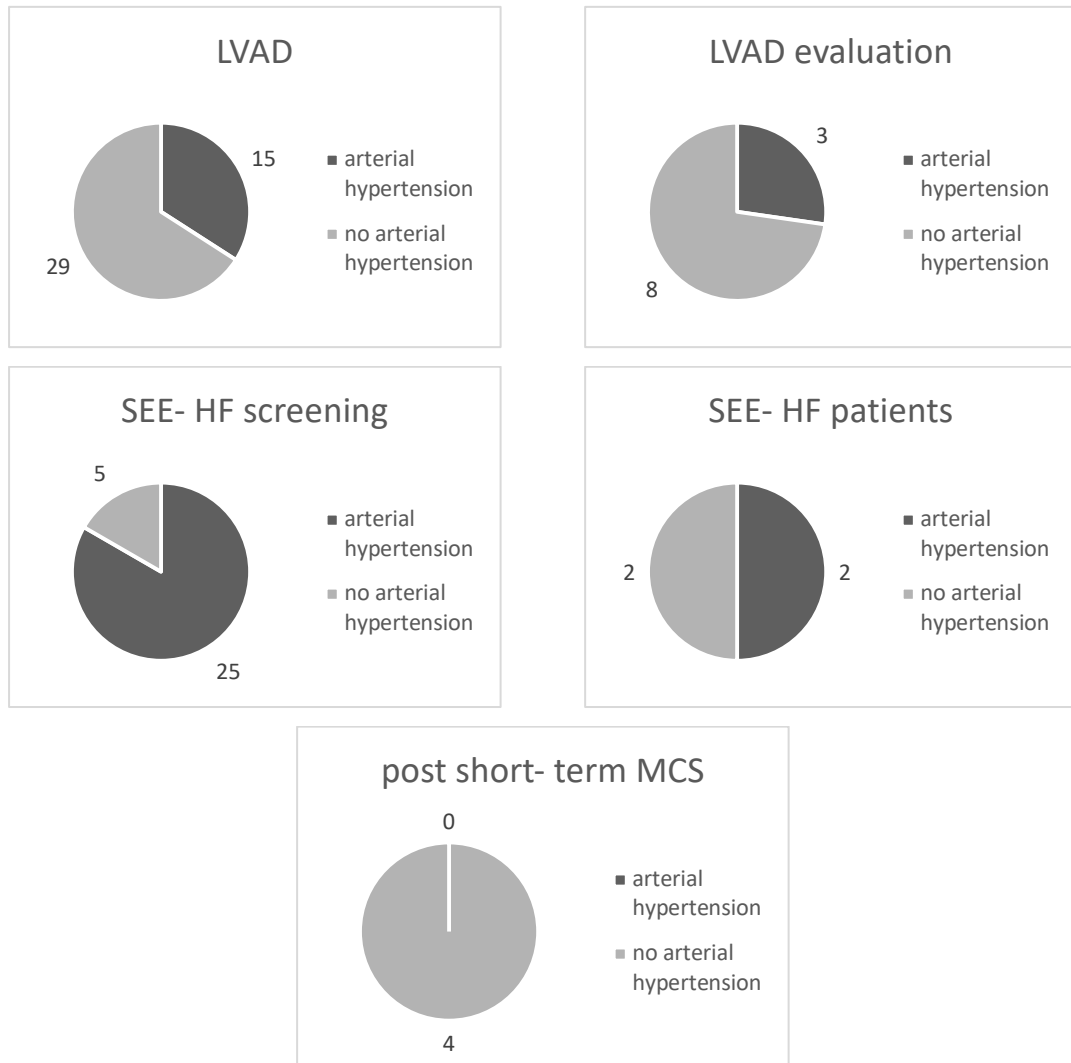 LVAD
15
29
arterial
hypertension
no arterial
hypertension
LVAD evaluation
3
8
arterial
hypertension
no arterial
hypertension
SEE- HF screening
5
25
arterial
hypertension
no arterial
hypertension
SEE- HF patients
2
2
arterial
hypertension
no arterial
hypertension
post short- term MCS
0
4
arterial
hypertension
no arterial
hypertension